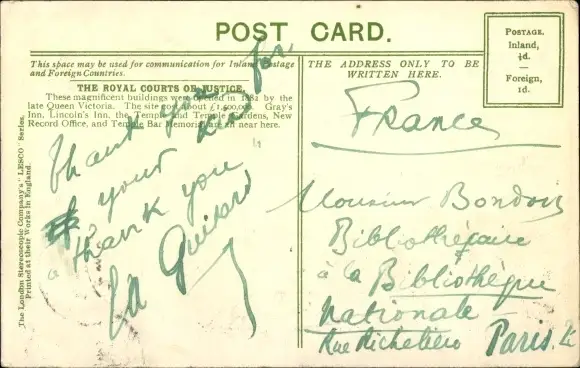 POST CARD.
This space may be used for communication for Inland Postage
and Foreign Countries.
THE ADDRESS ONLY TO BE
WRITTEN HERE.
POSTAGE.
Inland,
½d.
—
Foreign,
1d.
THE ROYAL COURTS OF JUSTICE.
These magnificent buildings were opened in 1882 by the
late Queen Victoria. The site cost about £1,500,000. Gray's
Inn, Lincoln's Inn, the Temple and Temple Gardens, New
Record Office, and Temple Bar Memorial are all near here.
The London Stereoscopic Company's "LESCO" Series.
Printed at their Works in England.
Thank you for
your
thank you
France
Monsieur
Bibliothécaire
à la Bibliothèque
Nationale
Rue Richelieu Paris.